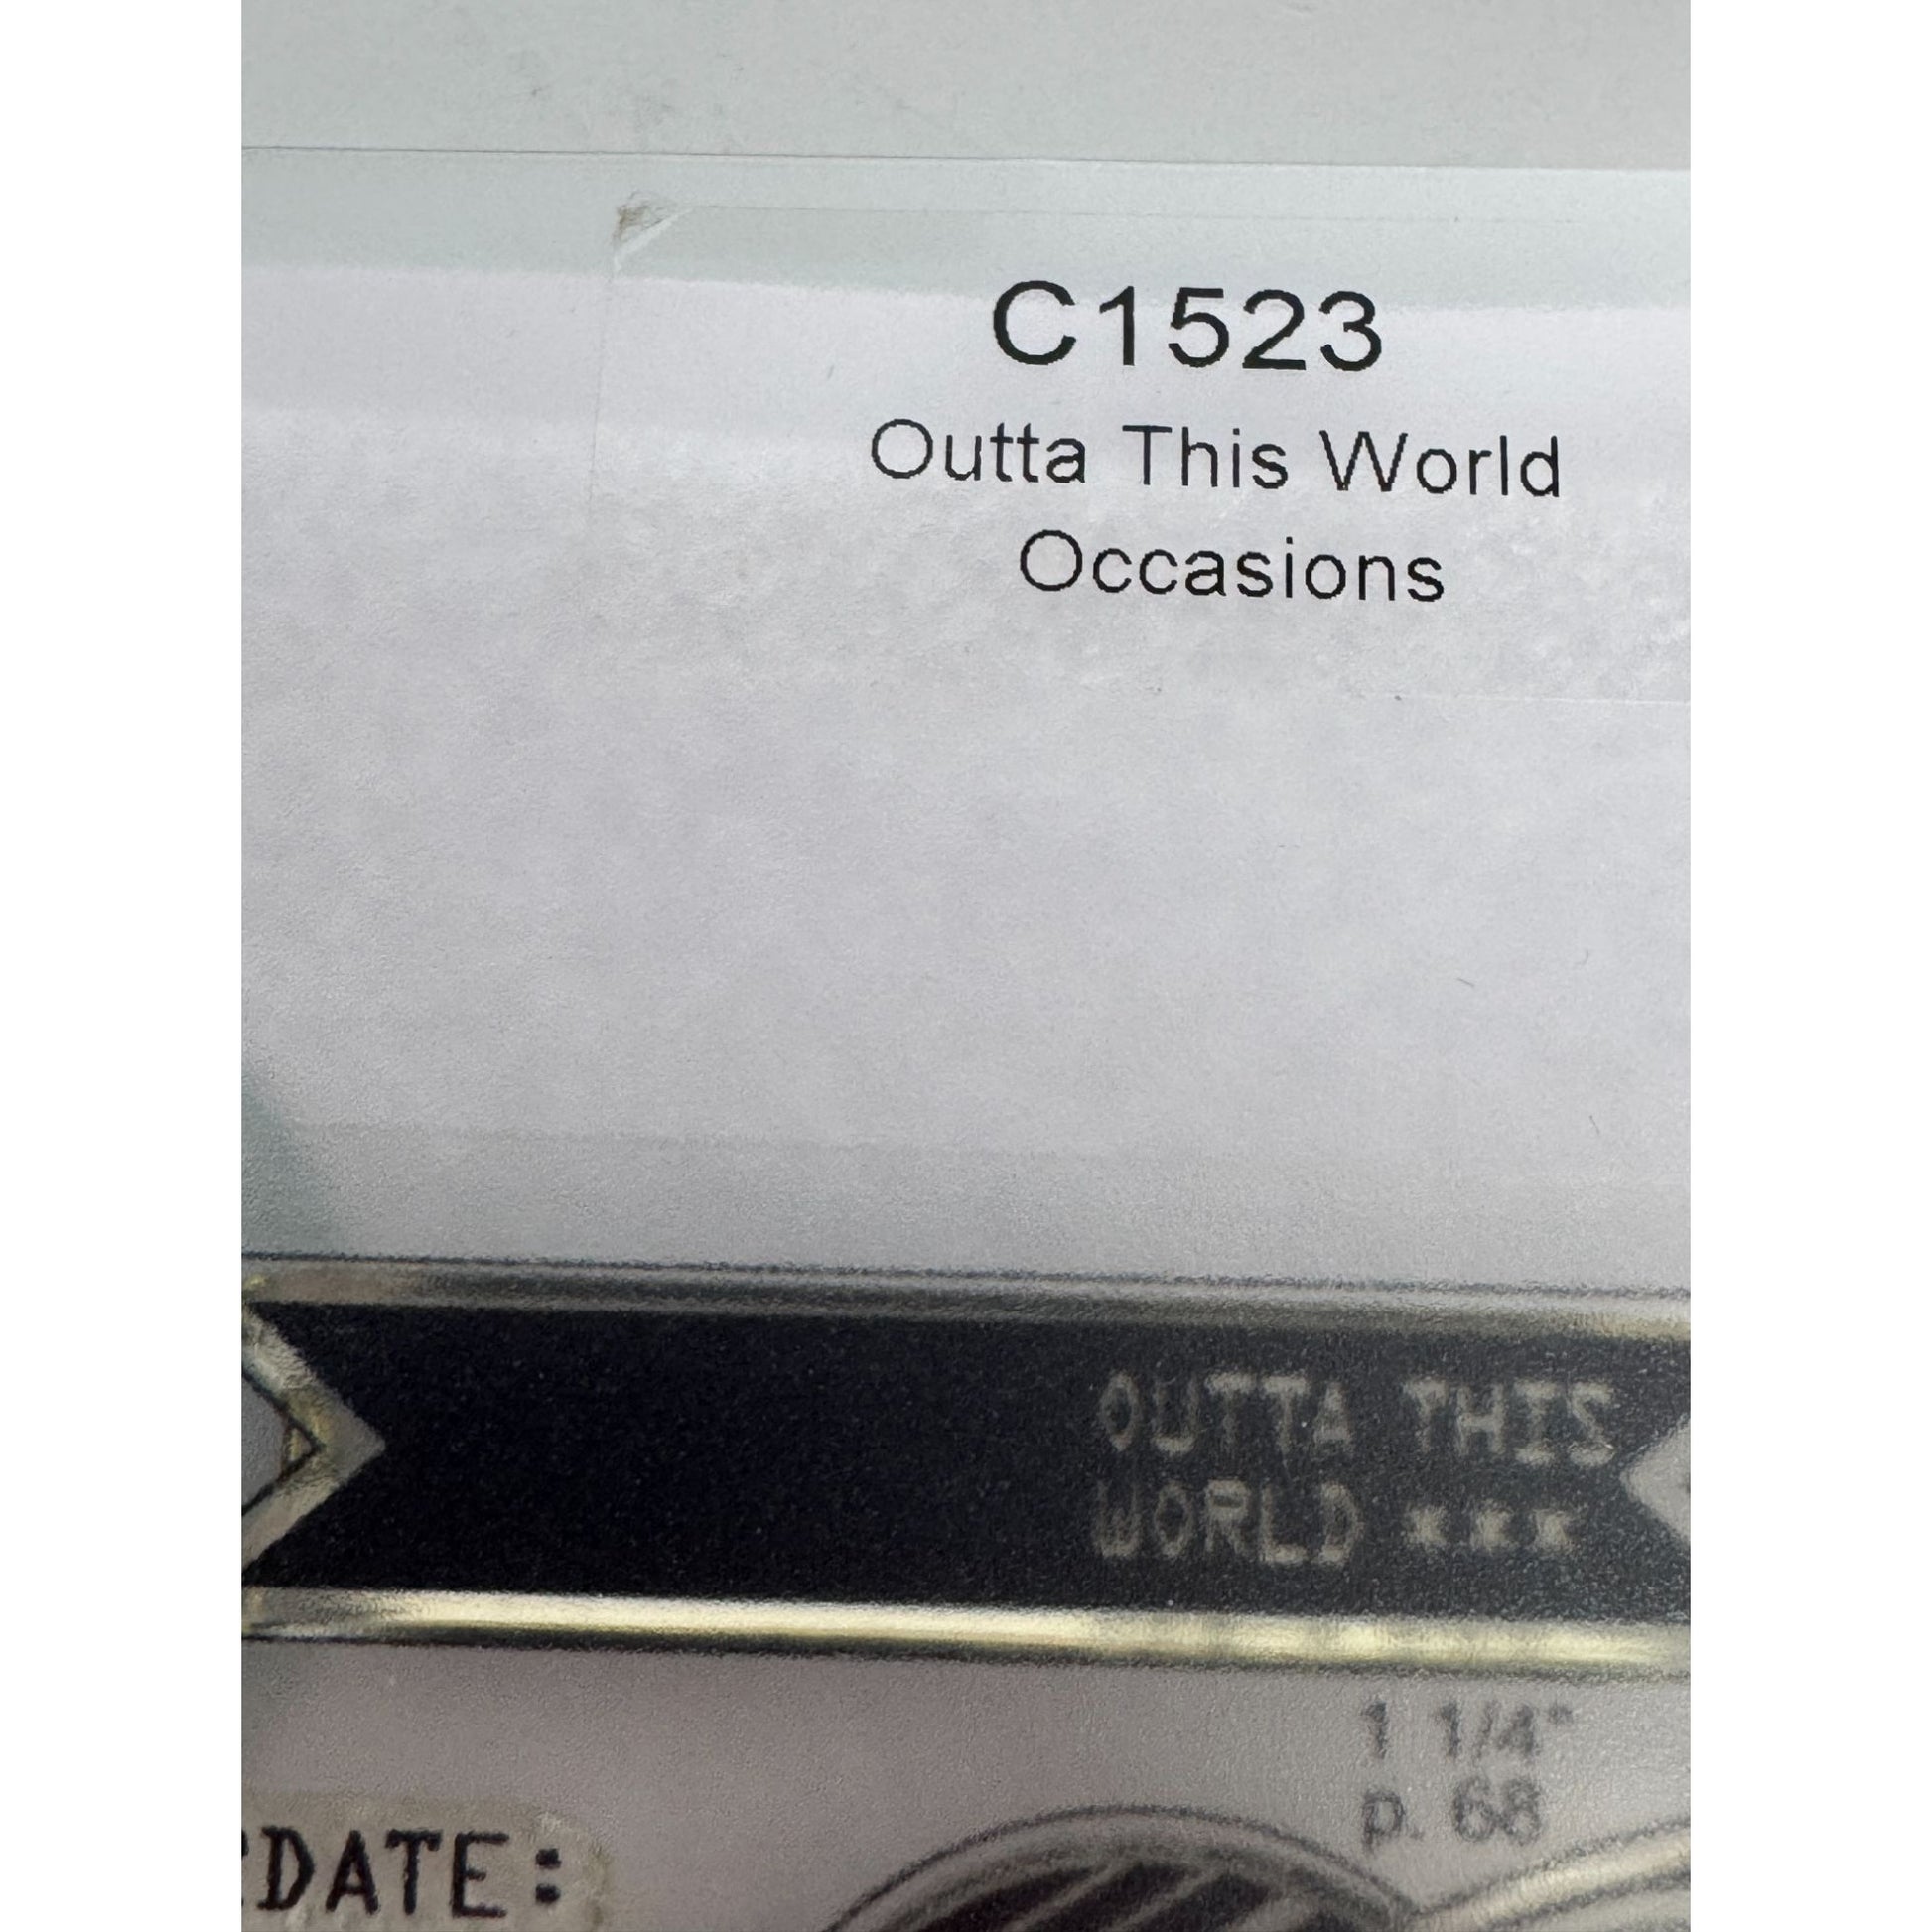 C1523
Outta This World
Occasions
OUTTA THIS
WORLD ***
1 1/4"
p. 68
DATE: